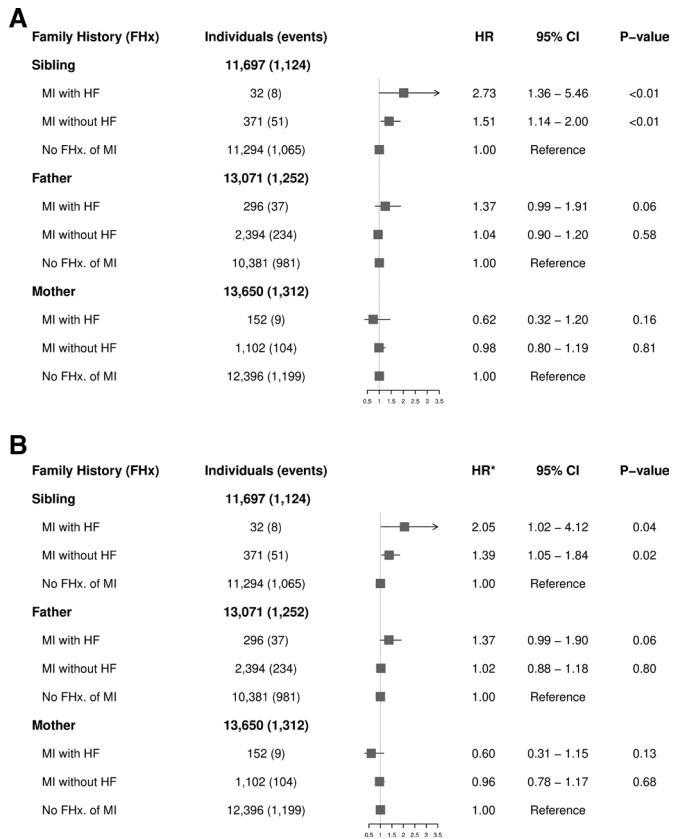 A
Family History (FHx) Individuals (events) HR 95% CI P−value
Sibling 11,697 (1,124)
MI with HF 32 (8) 2.73 1.36 − 5.46 <0.01
MI without HF 371 (51) 1.51 1.14 − 2.00 <0.01
No FHx. of MI 11,294 (1,065) 1.00 Reference
Father 13,071 (1,252)
MI with HF 296 (37) 1.37 0.99 − 1.91 0.06
MI without HF 2,394 (234) 1.04 0.90 − 1.20 0.58
No FHx. of MI 10,381 (981) 1.00 Reference
Mother 13,650 (1,312)
MI with HF 152 (9) 0.62 0.32 − 1.20 0.16
MI without HF 1,102 (104) 0.98 0.80 − 1.19 0.81
No FHx. of MI 12,396 (1,199) 1.00 Reference
0.5 1 1.5 2 2.5 3 3.5
B
Family History (FHx) Individuals (events) HR* 95% CI P−value
Sibling 11,697 (1,124)
MI with HF 32 (8) 2.05 1.02 − 4.12 0.04
MI without HF 371 (51) 1.39 1.05 − 1.84 0.02
No FHx. of MI 11,294 (1,065) 1.00 Reference
Father 13,071 (1,252)
MI with HF 296 (37) 1.37 0.99 − 1.90 0.06
MI without HF 2,394 (234) 1.02 0.88 − 1.18 0.80
No FHx. of MI 10,381 (981) 1.00 Reference
Mother 13,650 (1,312)
MI with HF 152 (9) 0.60 0.31 − 1.15 0.13
MI without HF 1,102 (104) 0.96 0.78 − 1.17 0.68
No FHx. of MI 12,396 (1,199) 1.00 Reference
0.5 1 1.5 2 2.5 3 3.5